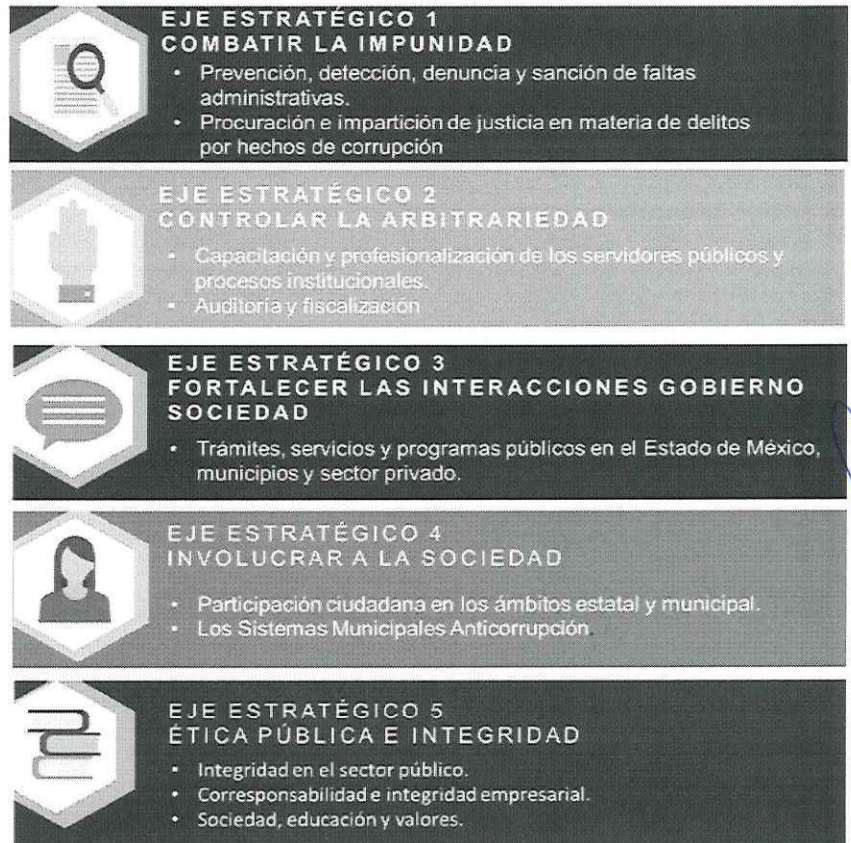 EJE ESTRATÉGICO 1
COMBATIR LA IMPUNIDAD
• Prevención, detección, denuncia y sanción de faltas
administrativas.
• Procuración e impartición de justicia en materia de delitos
por hechos de corrupción
EJE ESTRATÉGICO 2
CONTROLAR LA ARBITRARIEDAD
• Capacitación y profesionalización de los servidores públicos y
procesos institucionales.
• Auditoría y fiscalización
EJE ESTRATÉGICO 3
FORTALECER LAS INTERACCIONES GOBIERNO
SOCIEDAD
• Trámites, servicios y programas públicos en el Estado de México,
municipios y sector privado.
EJE ESTRATÉGICO 4
INVOLUCRAR A LA SOCIEDAD
• Participación ciudadana en los ámbitos estatal y municipal.
• Los Sistemas Municipales Anticorrupción.
EJE ESTRATÉGICO 5
ÉTICA PÚBLICA E INTEGRIDAD
• Integridad en el sector público.
• Corresponsabilidad e integridad empresarial.
• Sociedad, educación y valores.